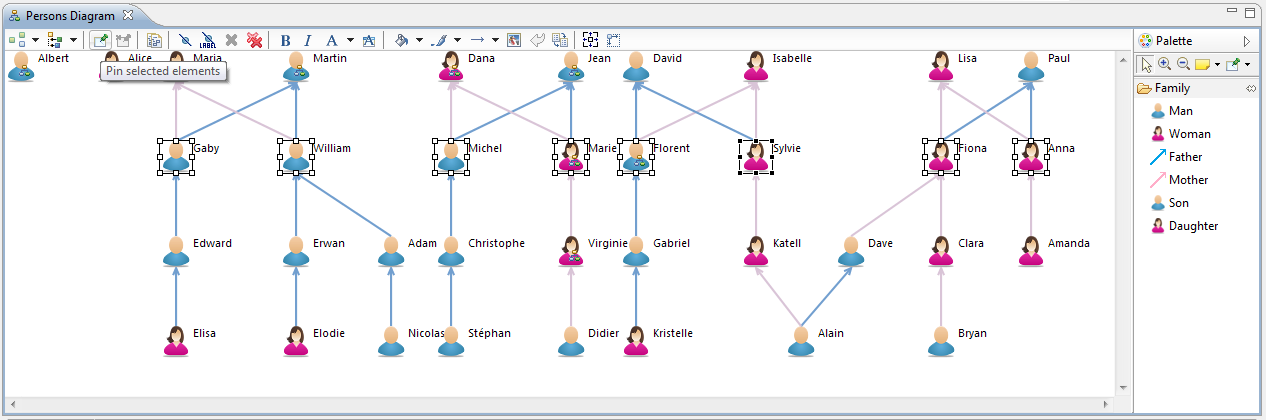 Persons Diagram
LABEL B I A A
Palette
Pin selected elements
Albert Alice Maria Martin Dana Jean David Isabelle Lisa Paul
Gaby William Michel Marie Florent Sylvie Fiona Anna
Edward Erwan Adam Christophe Virginie Gabriel Katell Dave Clara Amanda
Elisa Elodie Nicolas Stéphan Didier Kristelle Alain Bryan
Family
Man
Woman
Father
Mother
Son
Daughter